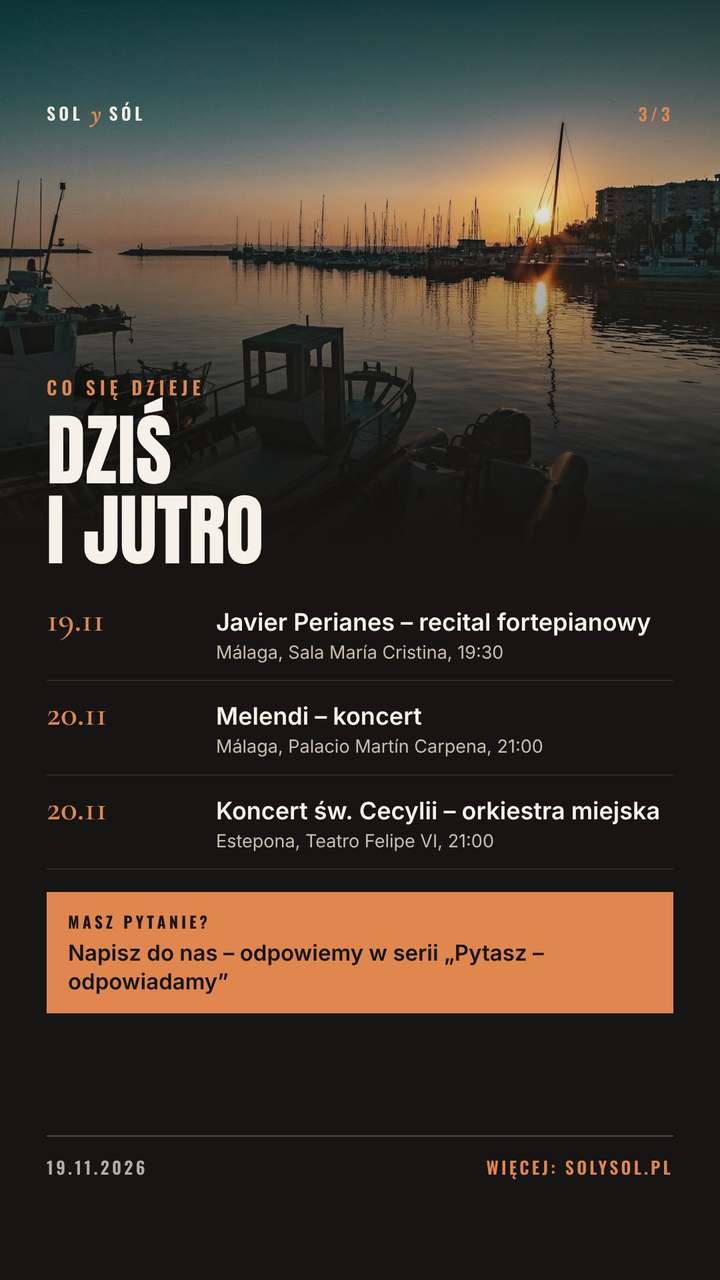 SOL y SÓL
3/3
CO SIĘ DZIEJE
DZIŚ
I JUTRO
19.11
Javier Perianes – recital fortepianowy
Málaga, Sala María Cristina, 19:30
20.11
Melendi – koncert
Málaga, Palacio Martín Carpena, 21:00
20.11
Koncert św. Cecylii – orkiestra miejska
Estepona, Teatro Felipe VI, 21:00
MASZ PYTANIE?
Napisz do nas – odpowiemy w serii „Pytasz –
odpowiadamy”
19.11.2026
WIĘCEJ: SOLYSOL.PL